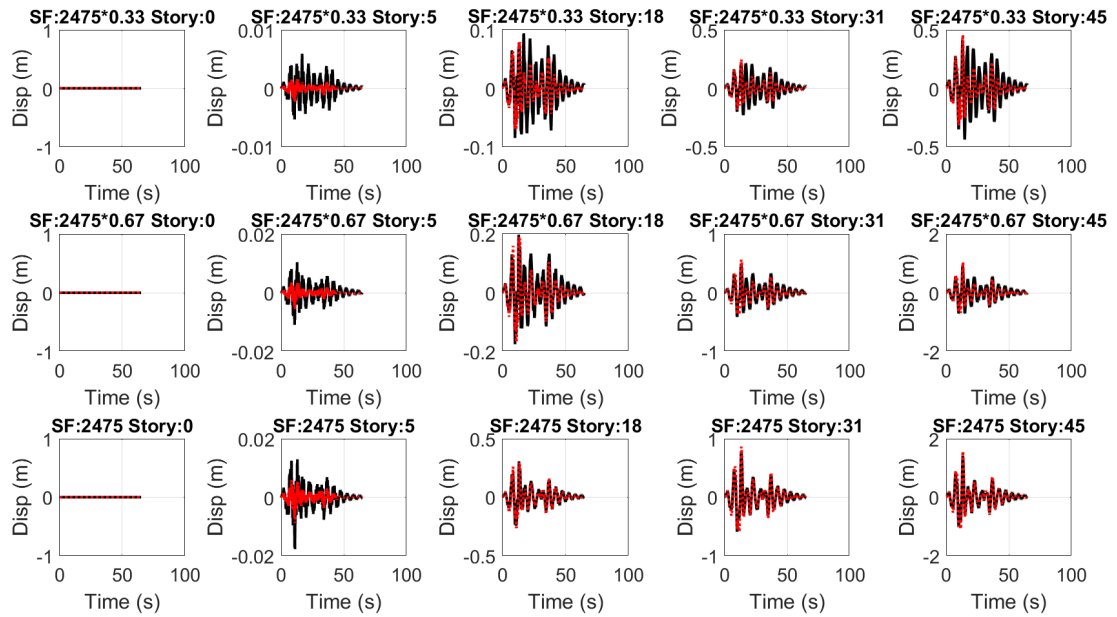 SF:2475*0.33 Story:0 SF:2475*0.33 Story:5 SF:2475*0.33 Story:18 SF:2475*0.33 Story:31 SF:2475*0.33 Story:45
1 0.01 0.1 0.5 0.5
Disp (m) Disp (m) Disp (m) Disp (m) Disp (m)
0 0 0 0 0
-1 -0.01 -0.1 -0.5 -0.5
0 50 100 0 50 100 0 50 100 0 50 100 0 50 100
Time (s) Time (s) Time (s) Time (s) Time (s)
SF:2475*0.67 Story:0 SF:2475*0.67 Story:5 SF:2475*0.67 Story:18 SF:2475*0.67 Story:31 SF:2475*0.67 Story:45
1 0.02 0.2 1 2
Disp (m) Disp (m) Disp (m) Disp (m) Disp (m)
0 0 0 0 0
-1 -0.02 -0.2 -1 -2
0 50 100 0 50 100 0 50 100 0 50 100 0 50 100
Time (s) Time (s) Time (s) Time (s) Time (s)
SF:2475 Story:0 SF:2475 Story:5 SF:2475 Story:18 SF:2475 Story:31 SF:2475 Story:45
1 0.02 0.5 1 2
Disp (m) Disp (m) Disp (m) Disp (m) Disp (m)
0 0 0 0 0
-1 -0.02 -0.5 -1 -2
0 50 100 0 50 100 0 50 100 0 50 100 0 50 100
Time (s) Time (s) Time (s) Time (s) Time (s)